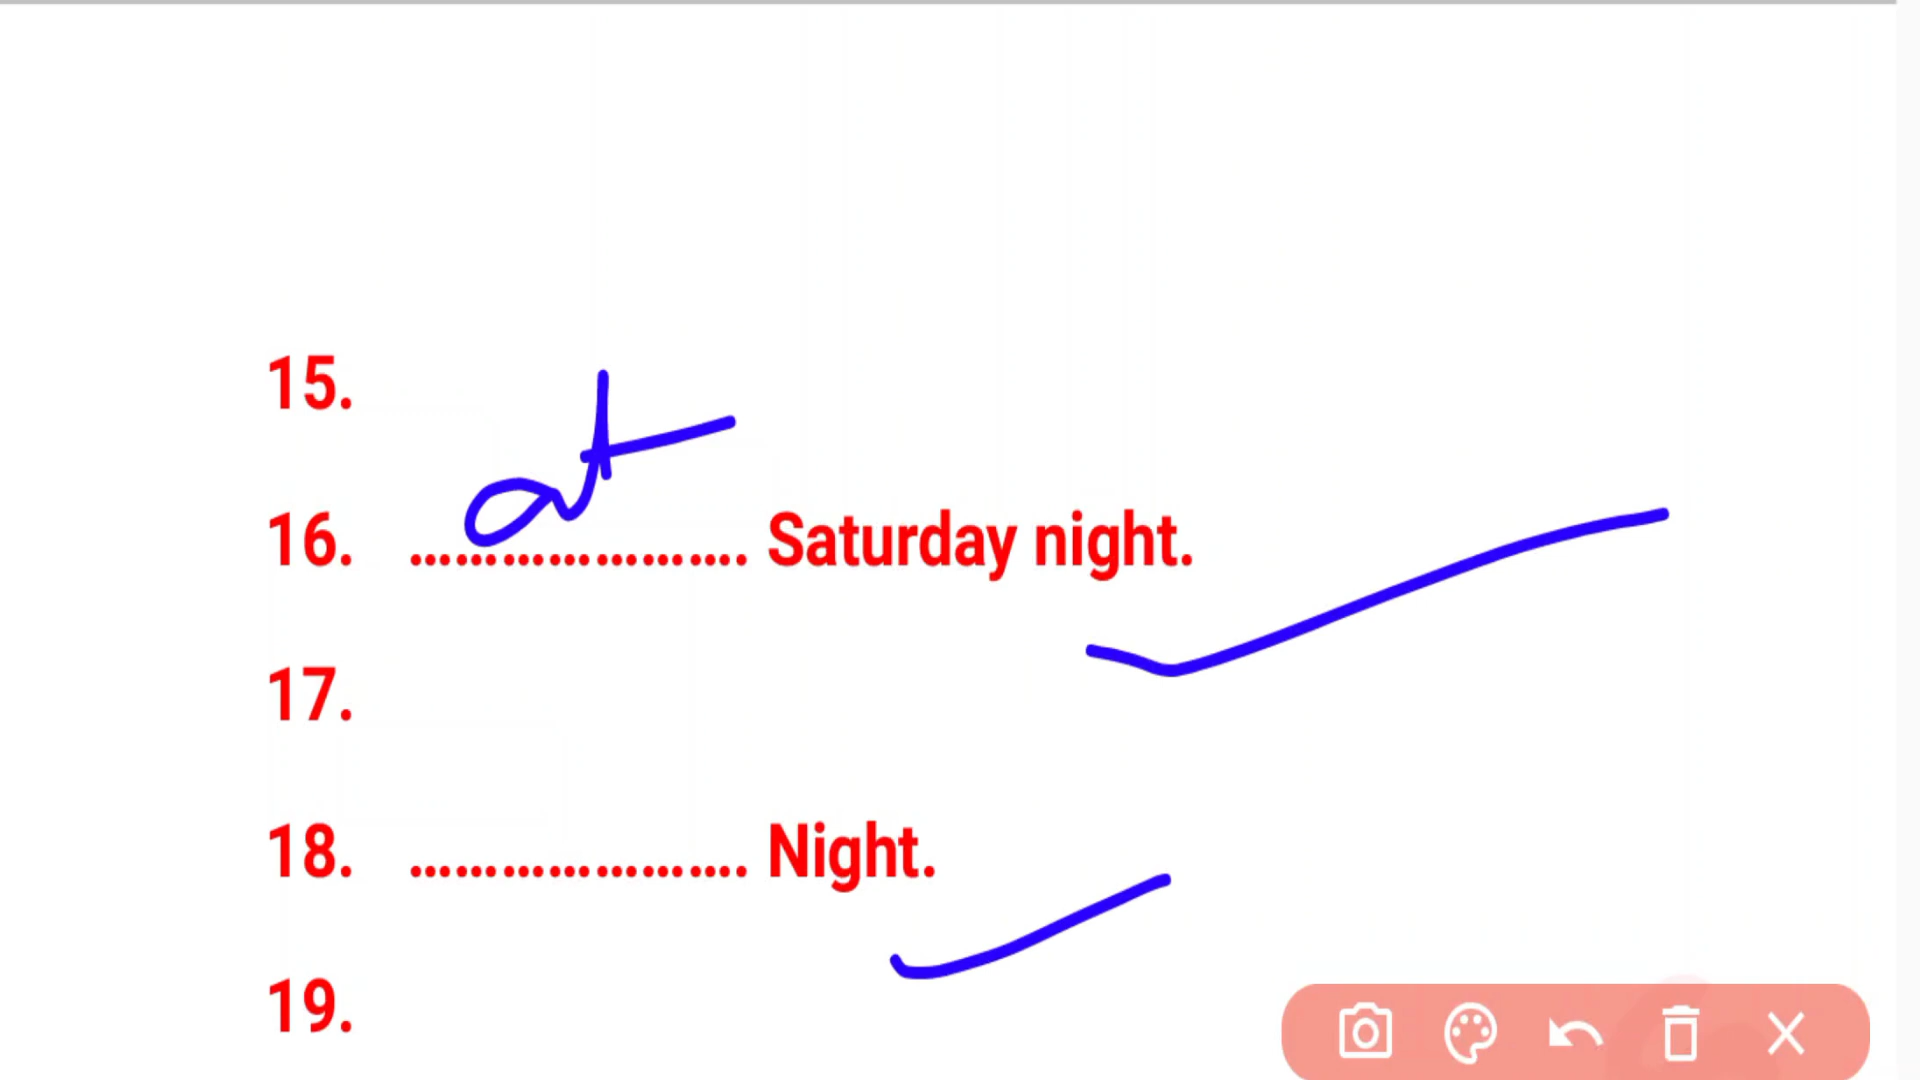 15.
at
16. ...................... Saturday night.
17.
18. ...................... Night.
19.